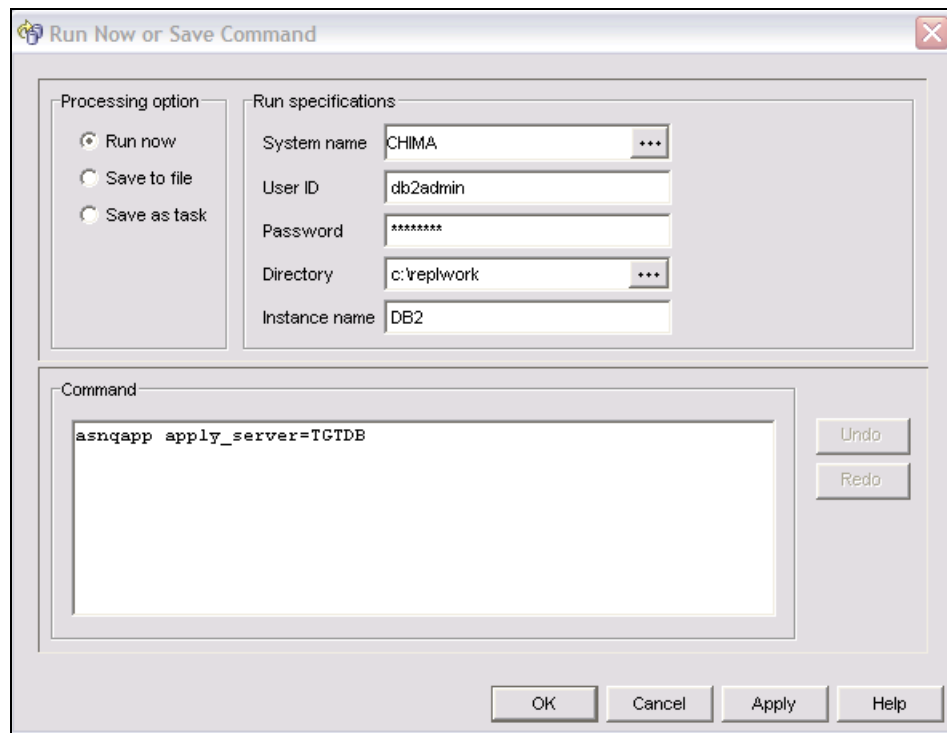 Run Now or Save Command
Processing option
Run now
Save to file
Save as task
Run specifications
System name CHIMA ...
User ID db2admin
Password ********
Directory c:\replwork ...
Instance name DB2
Command
asnqapp apply_server=TGTDB
Undo
Redo
OK Cancel Apply Help